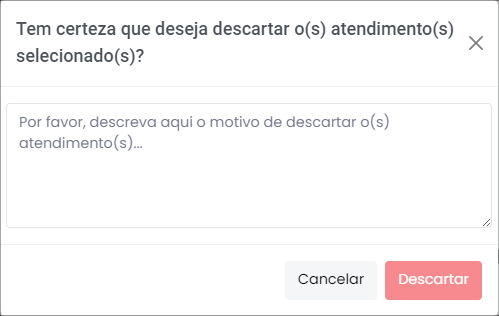 Tem certeza que deseja descartar o(s) atendimento(s)
selecionado(s)?
Por favor, descreva aqui o motivo de descartar o(s)
atendimento(s)...
Cancelar
Descartar